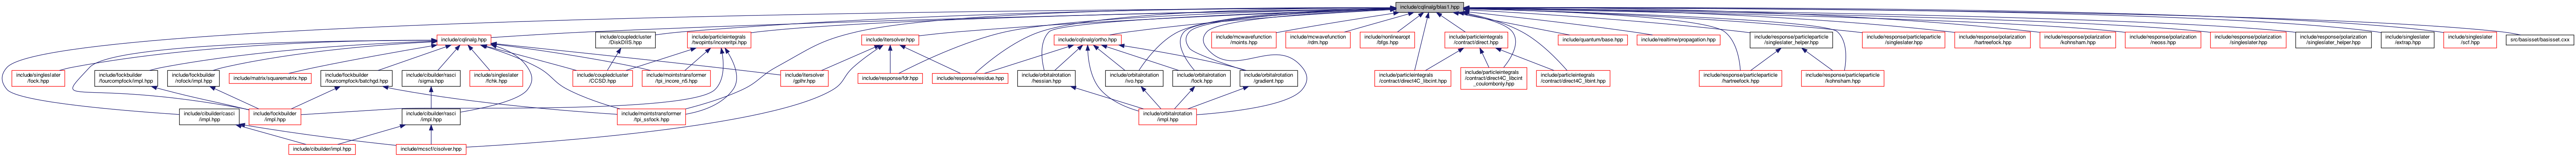 include/cqlinalg/blas1.hpp
include/cqlinalg.hpp
include/coupledcluster
/DiskDIIS.hpp
include/particleintegrals
/twopints/incoreritpi.hpp
include/itersolver.hpp
include/cqlinalg/ortho.hpp
include/mcwavefunction
/moints.hpp
include/mcwavefunction
/rdm.hpp
include/nonlinearopt
/bfgs.hpp
include/particleintegrals
/contract/direct.hpp
include/quantum/base.hpp
include/realtime/propagation.hpp
include/response/particleparticle
/singleslater_helper.hpp
include/response/particleparticle
/singleslater.hpp
include/response/polarization
/hartreefock.hpp
include/response/polarization
/kohnsham.hpp
include/response/polarization
/neoss.hpp
include/response/polarization
/singleslater.hpp
include/response/polarization
/singleslater_helper.hpp
include/singleslater
/extrap.hpp
include/singleslater
/scf.hpp
src/basisset/basisset.cxx
include/singleslater
/fock.hpp
include/fockbuilder
/fourcompfock/impl.hpp
include/fockbuilder
/rofock/impl.hpp
include/matrix/squarematrix.hpp
include/fockbuilder
/fourcompfock/batchgd.hpp
include/cibuilder/rasci
/sigma.hpp
include/singleslater
/fchk.hpp
include/coupledcluster
/CCSD.hpp
include/mointstransformer
/tpi_incore_n5.hpp
include/itersolver
/gplhr.hpp
include/response/fdr.hpp
include/response/residue.hpp
include/orbitalrotation
/hessian.hpp
include/orbitalrotation
/ivo.hpp
include/orbitalrotation
/fock.hpp
include/orbitalrotation
/gradient.hpp
include/particleintegrals
/contract/direct4C_libcint.hpp
include/particleintegrals
/contract/direct4C_libcint
_coulombonly.hpp
include/particleintegrals
/contract/direct4C_libint.hpp
include/response/particleparticle
/hartreefock.hpp
include/response/particleparticle
/kohnsham.hpp
include/cibuilder/casci
/impl.hpp
include/fockbuilder
/impl.hpp
include/cibuilder/rasci
/impl.hpp
include/mointstransformer
/tpi_ssfock.hpp
include/orbitalrotation
/impl.hpp
include/cibuilder/impl.hpp
include/mcscf/cisolver.hpp